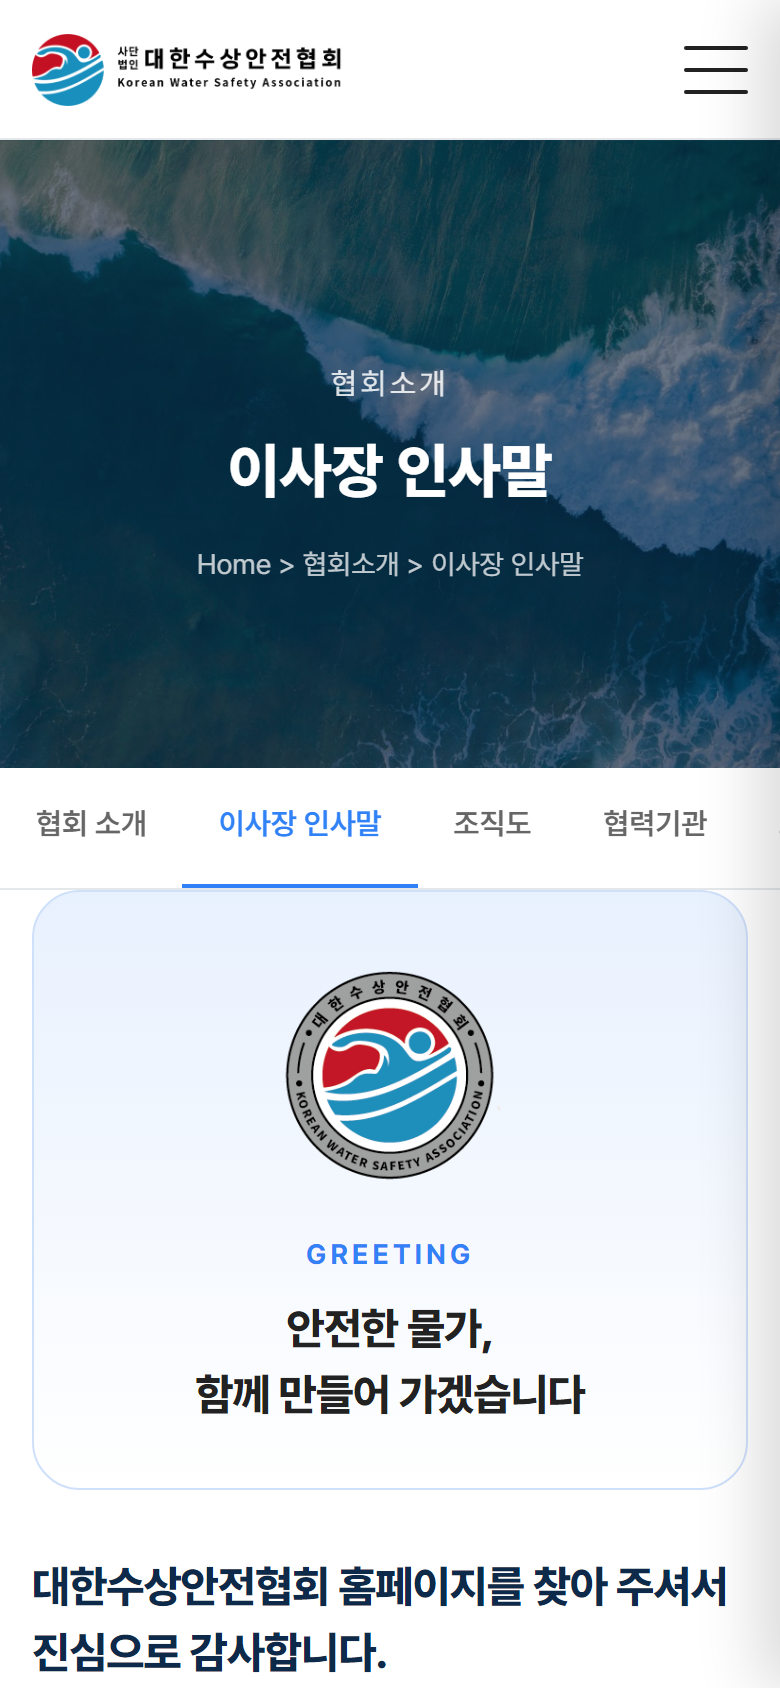 사단
법인
대한수상안전협회
Korean Water Safety Association
협회소개
이사장 인사말
Home > 협회소개 > 이사장 인사말
협회 소개 이사장 인사말 조직도 협력기관
대한수상안전협회
KOREAN WATER SAFETY ASSOCIATION
GREETING
안전한 물가,
함께 만들어 가겠습니다
대한수상안전협회 홈페이지를 찾아 주셔서
진심으로 감사합니다.